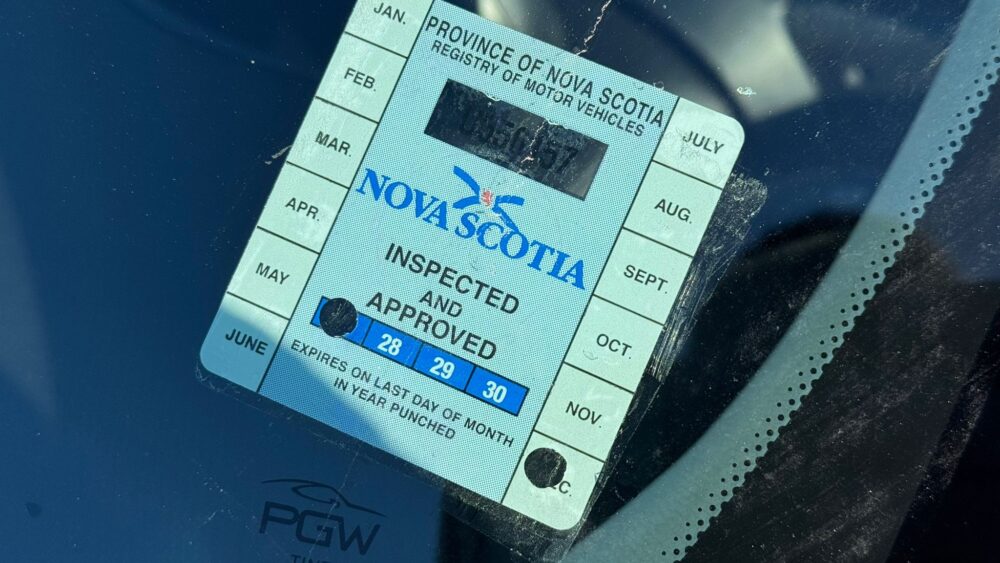 PROVINCE OF NOVA SCOTIA
REGISTRY OF MOTOR VEHICLES
NOVA SCOTIA
INSPECTED
AND
APPROVED
28 29 30
EXPIRES ON LAST DAY OF MONTH
IN YEAR PUNCHED
JAN.
FEB.
MAR.
APR.
MAY
JUNE
JULY
AUG.
SEPT.
OCT.
NOV.
PGW